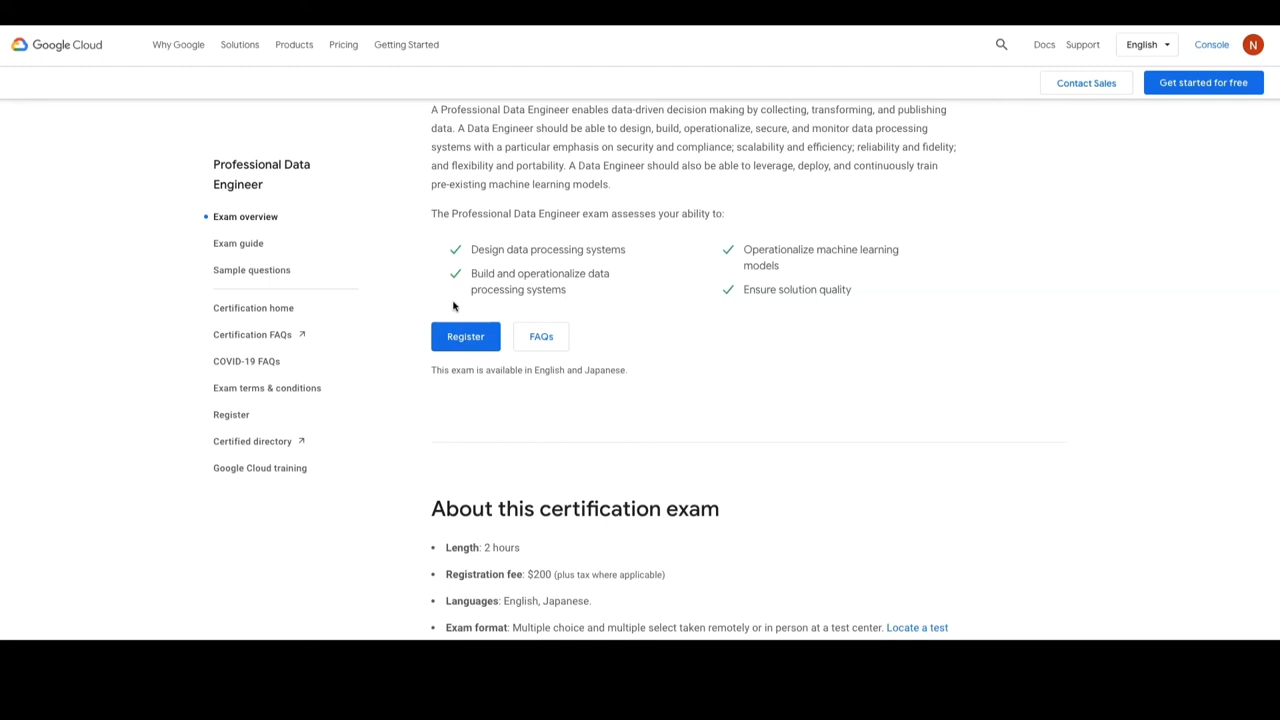 Google Cloud
Why Google
Solutions
Products
Pricing
Getting Started
Docs
Support
English
Console
N
Contact Sales
Get started for free
Professional Data
Engineer
Exam overview
Exam guide
Sample questions
Certification home
Certification FAQs
COVID-19 FAQs
Exam terms & conditions
Register
Certified directory
Google Cloud training
A Professional Data Engineer enables data-driven decision making by collecting, transforming, and publishing
data. A Data Engineer should be able to design, build, operationalize, secure, and monitor data processing
systems with a particular emphasis on security and compliance; scalability and efficiency; reliability and fidelity;
and flexibility and portability. A Data Engineer should also be able to leverage, deploy, and continuously train
pre-existing machine learning models.
The Professional Data Engineer exam assesses your ability to:
Design data processing systems
Build and operationalize data
processing systems
Operationalize machine learning
models
Ensure solution quality
Register
FAQs
This exam is available in English and Japanese.
About this certification exam
• Length: 2 hours
• Registration fee: $200 (plus tax where applicable)
• Languages: English, Japanese.
• Exam format: Multiple choice and multiple select taken remotely or in person at a test center. Locate a test